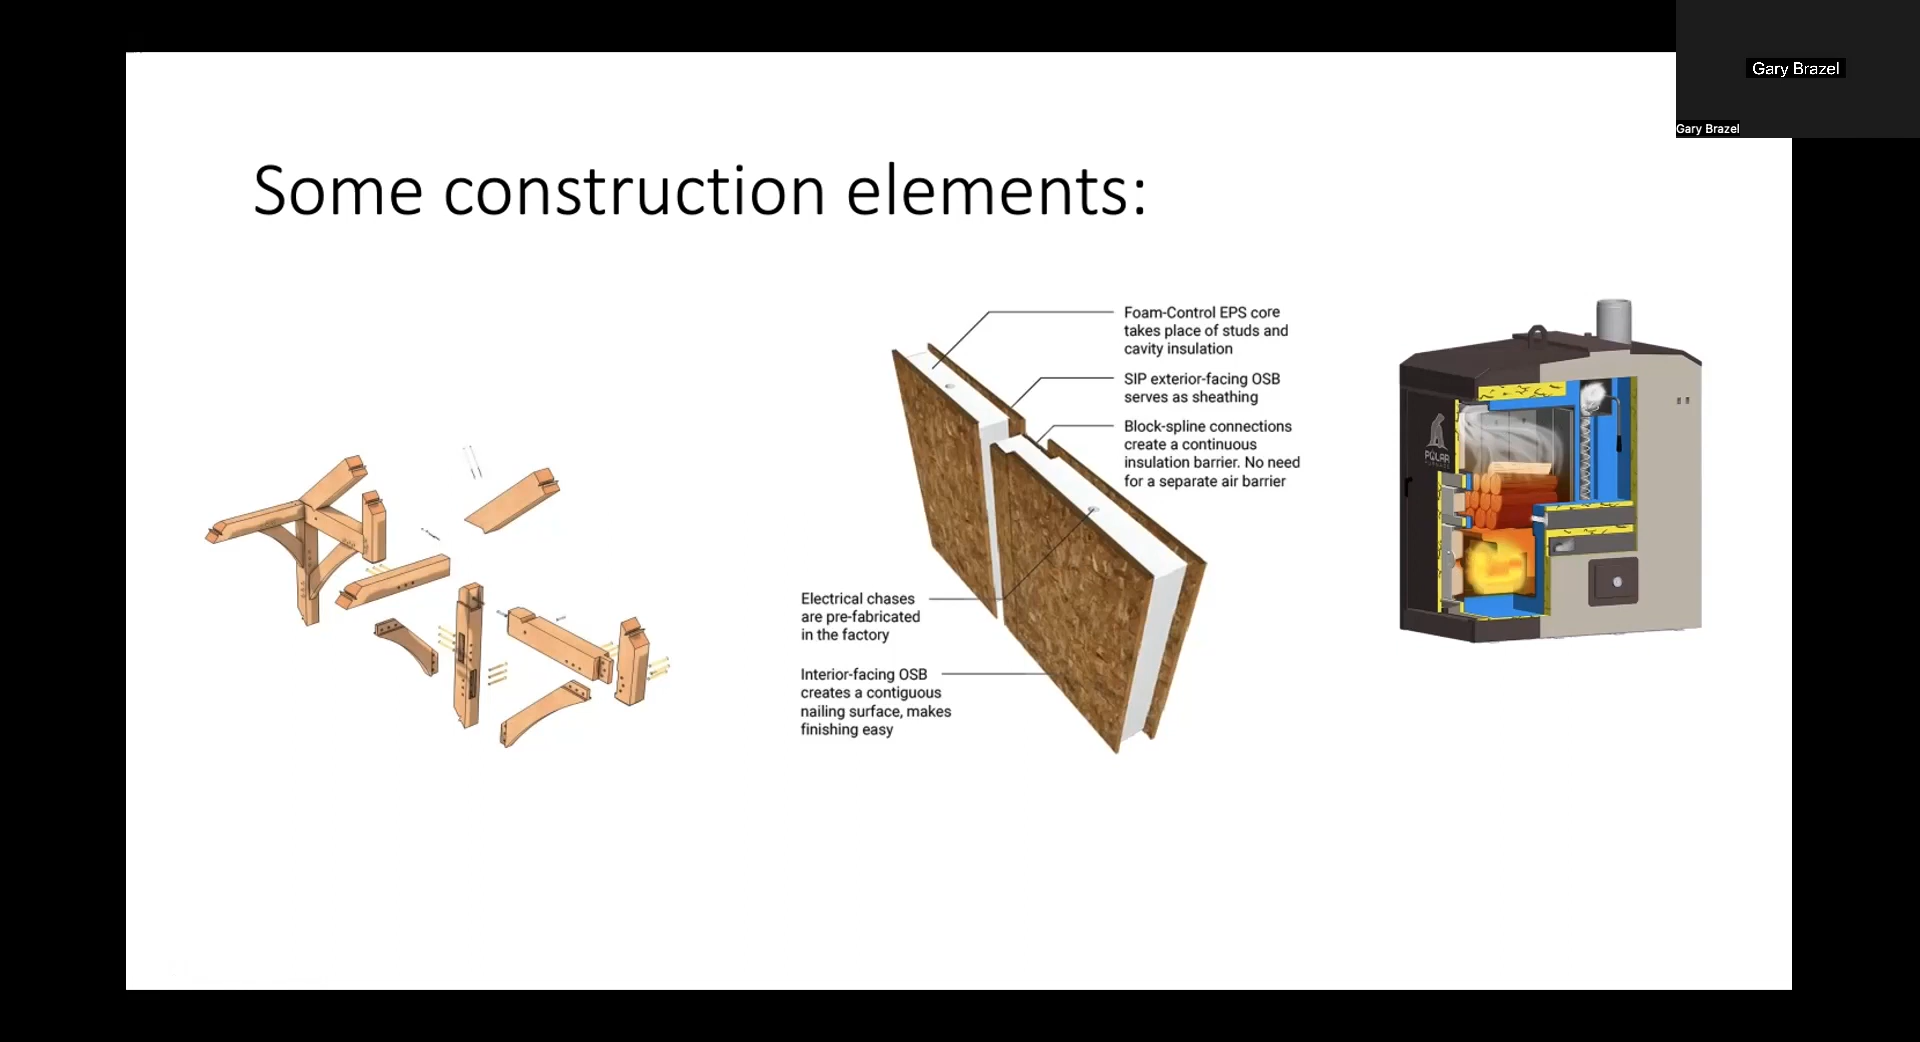 Gary Brazel
Gary Brazel
Some construction elements:
Foam-Control EPS core
takes place of studs and
cavity insulation
SIP exterior-facing OSB
serves as sheathing
Block-spline connections
create a continuous
insulation barrier. No need
for a separate air barrier
Electrical chases
are pre-fabricated
in the factory
Interior-facing OSB
creates a contiguous
nailing surface, makes
finishing easy
POLAR